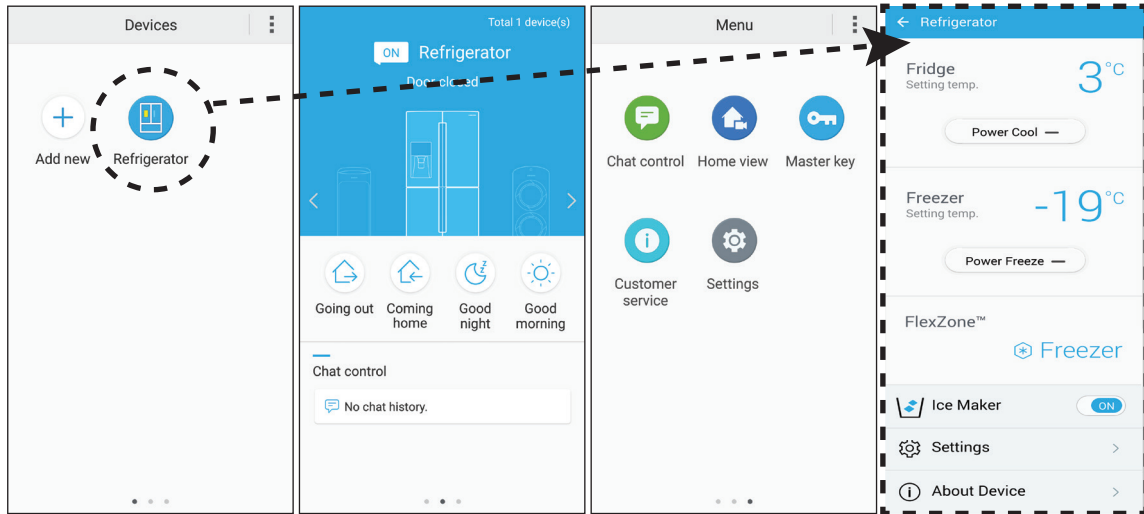 Devices
Add new
Refrigerator
Total 1 device(s)
ON Refrigerator
Door closed
Going out
Coming
home
Good
night
Good
morning
Chat control
No chat history.
Menu
Chat control
Home view
Master key
Customer
service
Settings
Refrigerator
Fridge
Setting temp.
3°C
Power Cool —
Freezer
Setting temp.
-19°C
Power Freeze —
FlexZone™
Freezer
Ice Maker
ON
Settings
About Device